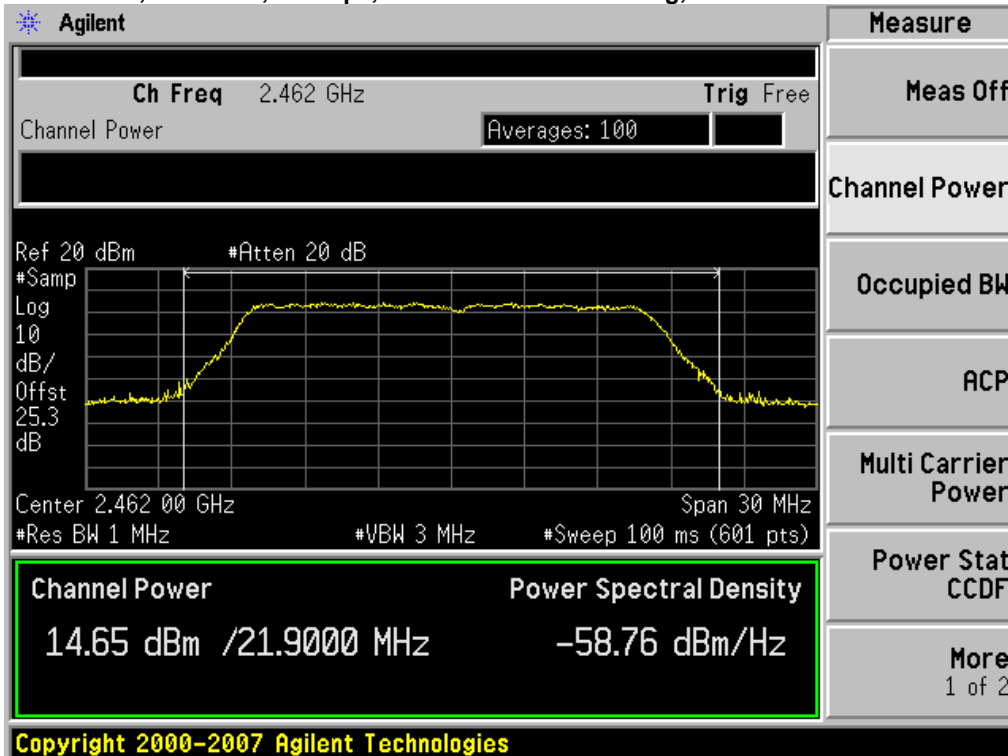 Agilent
Measure
Ch Freq 2.462 GHz
Trig Free
Channel Power
Averages: 100
Ref 20 dBm
#Atten 20 dB
#Samp
Log
10
dB/
Offst
25.3
dB
Center 2.462 00 GHz
Span 30 MHz
#Res BW 1 MHz
#VBW 3 MHz
#Sweep 100 ms (601 pts)
Channel Power
Power Spectral Density
14.65 dBm /21.9000 MHz
-58.76 dBm/Hz
Meas Off
Channel Power
Occupied BW
ACP
Multi Carrier
Power
Power Stat
CCDF
More
1 of 2
Copyright 2000-2007 Agilent Technologies